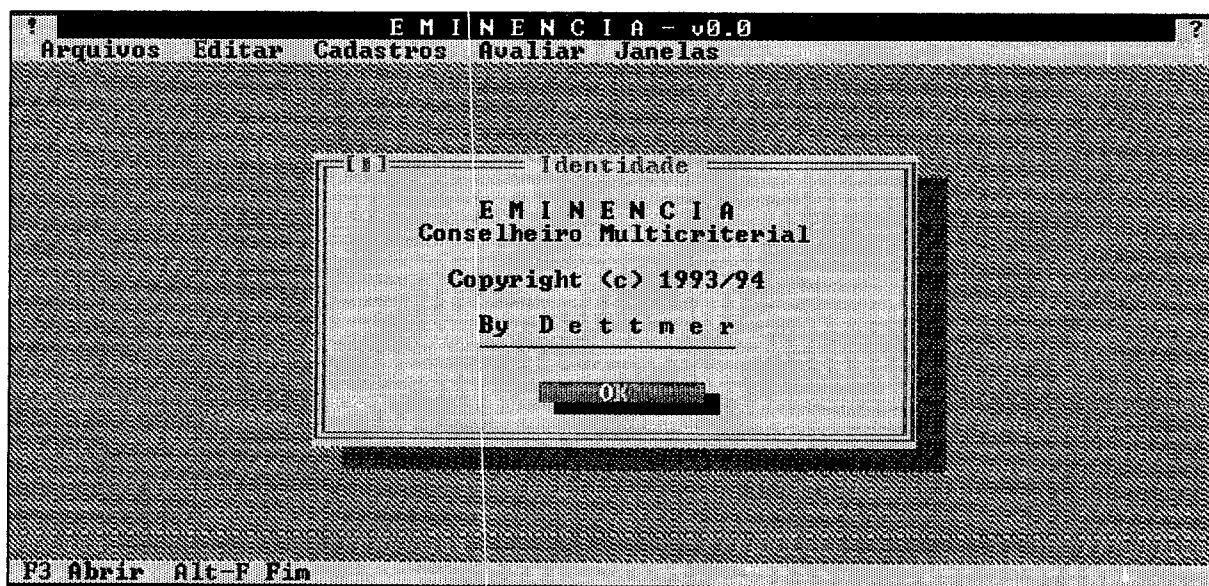 ! E M I N E N C I A - v0.0 ?
Arquivos Editar Cadastros Avaliar Janelas
Identidade
E M I N E N C I A
Conselheiro Multicriterial
Copyright (c) 1993/94
By D e t t m e r
OK
F3 Abrir Alt-F Fim